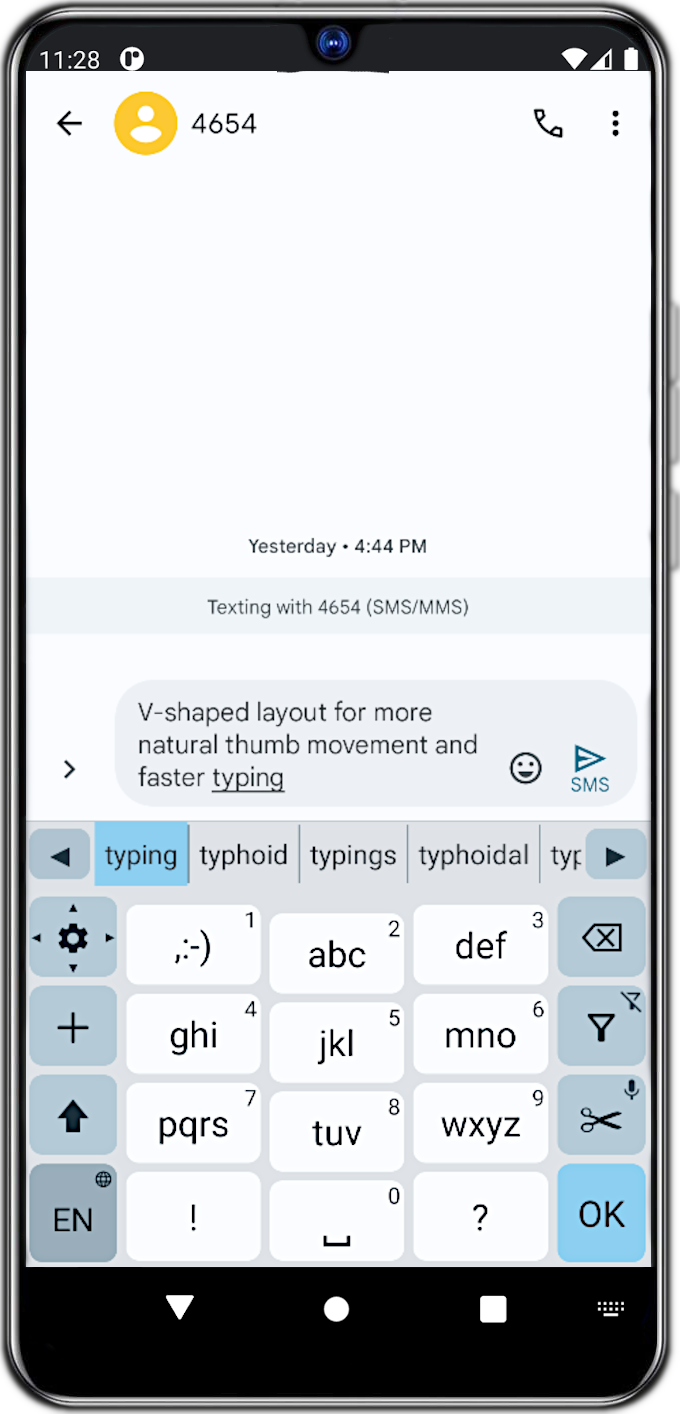 11:28
4654
Yesterday • 4:44 PM
Texting with 4654 (SMS/MMS)
V-shaped layout for more
natural thumb movement and
faster typing
SMS
typing typhoid typings typhoidal typ
,:-) 1
abc 2
def 3
ghi 4
jkl 5
mno 6
pqrs 7
tuv 8
wxyz 9
EN
!
0
?
OK